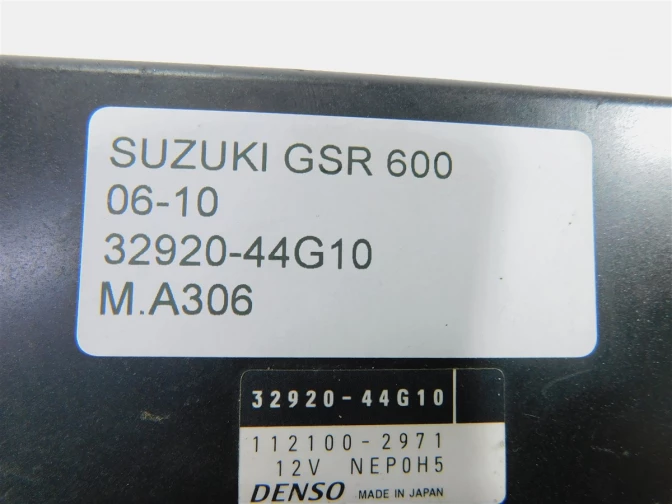 SUZUKI GSR 600
06-10
32920-44G10
M.A306
32920-44G10
112100-2971
12V NEP0H5
DENSO MADE IN JAPAN